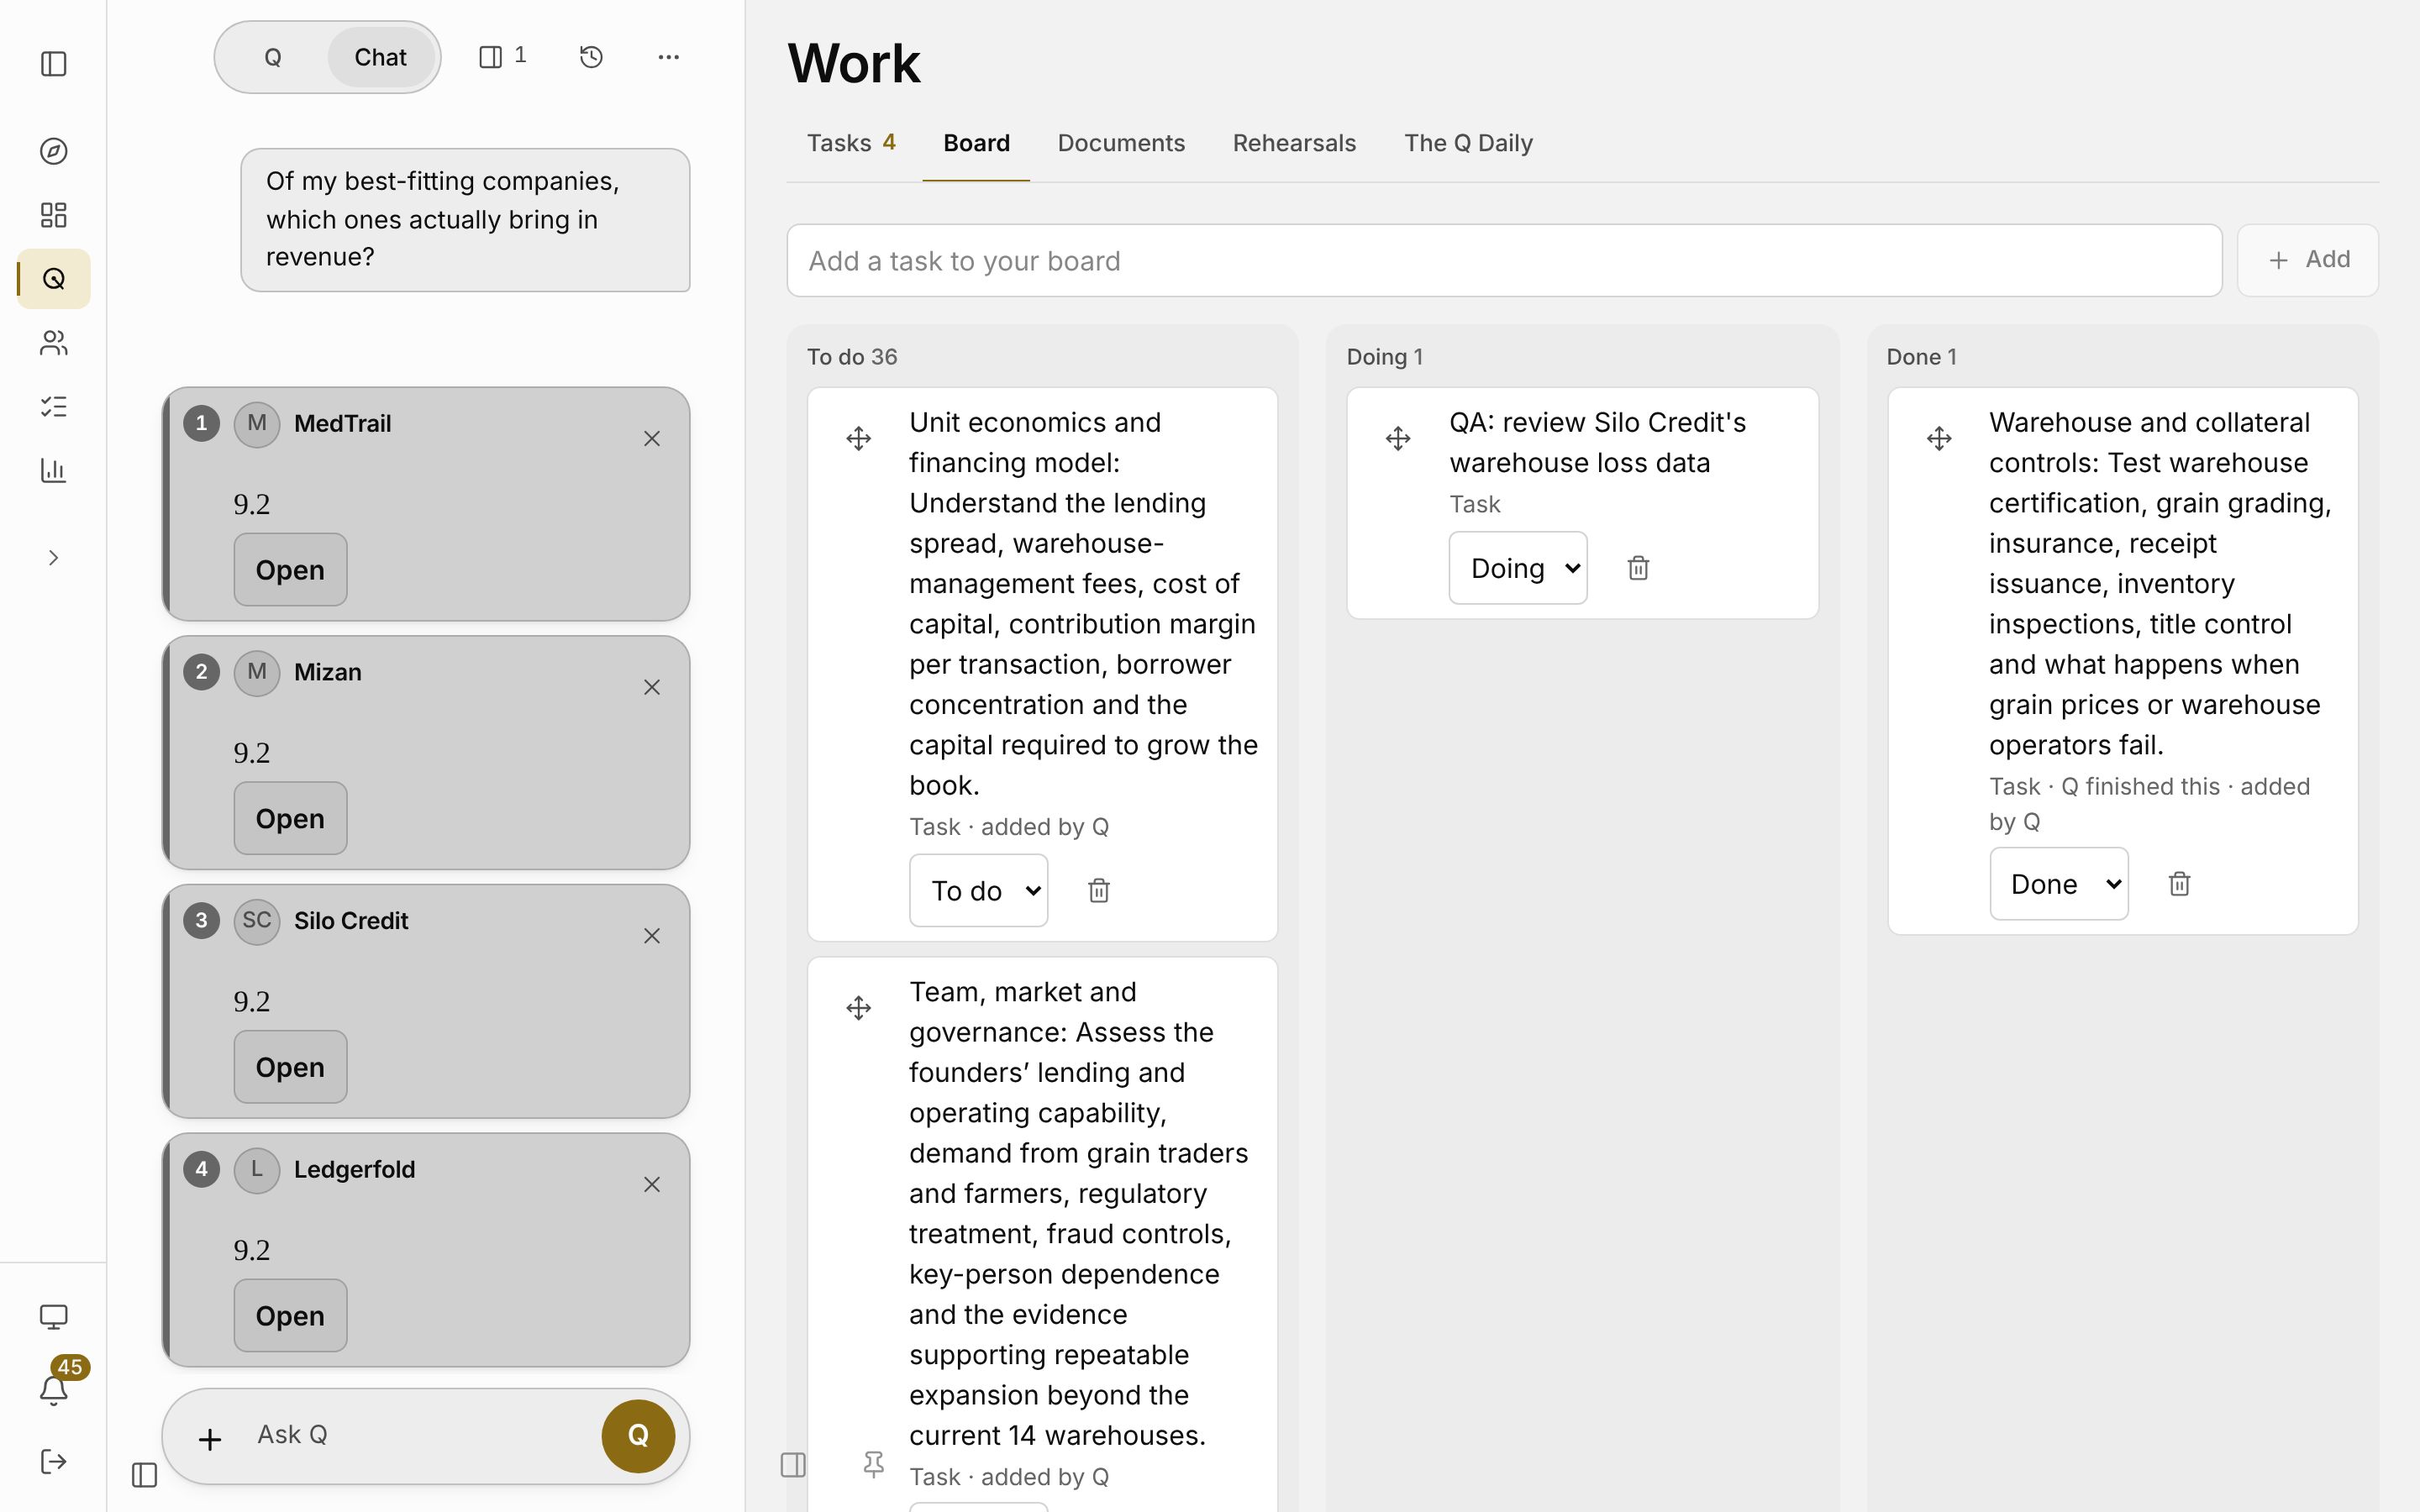 Q
Chat
1
Of my best-fitting companies,
which ones actually bring in
revenue?
1
M
MedTrail
9.2
Open
2
M
Mizan
9.2
Open
3
SC
Silo Credit
9.2
Open
4
L
Ledgerfold
9.2
Open
Ask Q
Q
45
Work
Tasks 4
Board
Documents
Rehearsals
The Q Daily
Add a task to your board
Add
To do 36
Unit economics and
financing model:
Understand the lending
spread, warehouse-
management fees, cost of
capital, contribution margin
per transaction, borrower
concentration and the
capital required to grow the
book.
Task · added by Q
To do
Team, market and
governance: Assess the
founders’ lending and
operating capability,
demand from grain traders
and farmers, regulatory
treatment, fraud controls,
key-person dependence
and the evidence
supporting repeatable
expansion beyond the
current 14 warehouses.
Task · added by Q
Doing 1
QA: review Silo Credit's
warehouse loss data
Task
Doing
Done 1
Warehouse and collateral
controls: Test warehouse
certification, grain grading,
insurance, receipt
issuance, inventory
inspections, title control
and what happens when
grain prices or warehouse
operators fail.
Task · Q finished this · added
by Q
Done